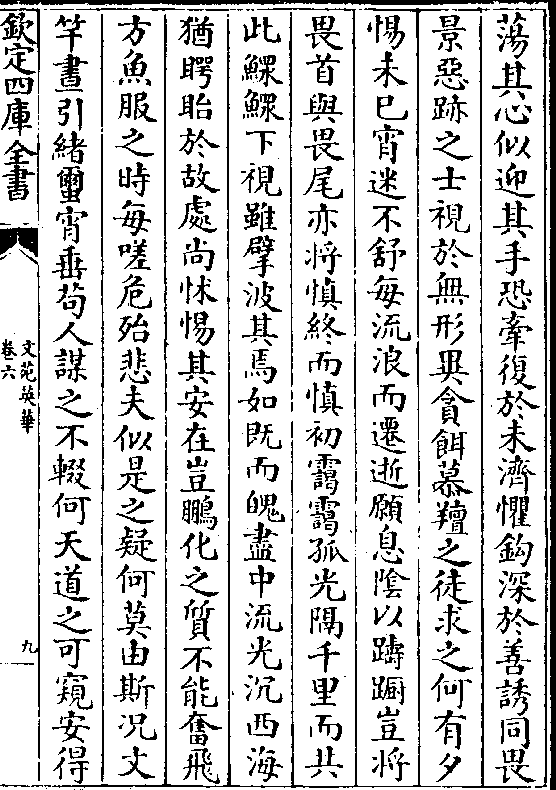 蕩其心似迎其手恐牽復於未濟懼鈎深於善誘同畏
景惡跡之士視於無形異貪餌慕羶之徒求之何有夕
惕未已宵迷不舒每流浪而遷逝願息陰以躊躕豈將
畏首與畏尾亦將慎終而慎初靄靄孤光隔千里而共
此鰥鰥下視雖擘波其焉如既而魄盡中流光沉西海
猶睜眙於故處尚怵惕其安在豈鵬化之質不能奮飛
方魚服之時每嗟危殆悲夫似是之疑何莫由斯況文
竿晝引緒璽宵垂苟人謀之不輟何天道之可窺安得
欽定四庫全書
文苑英華
卷六
九